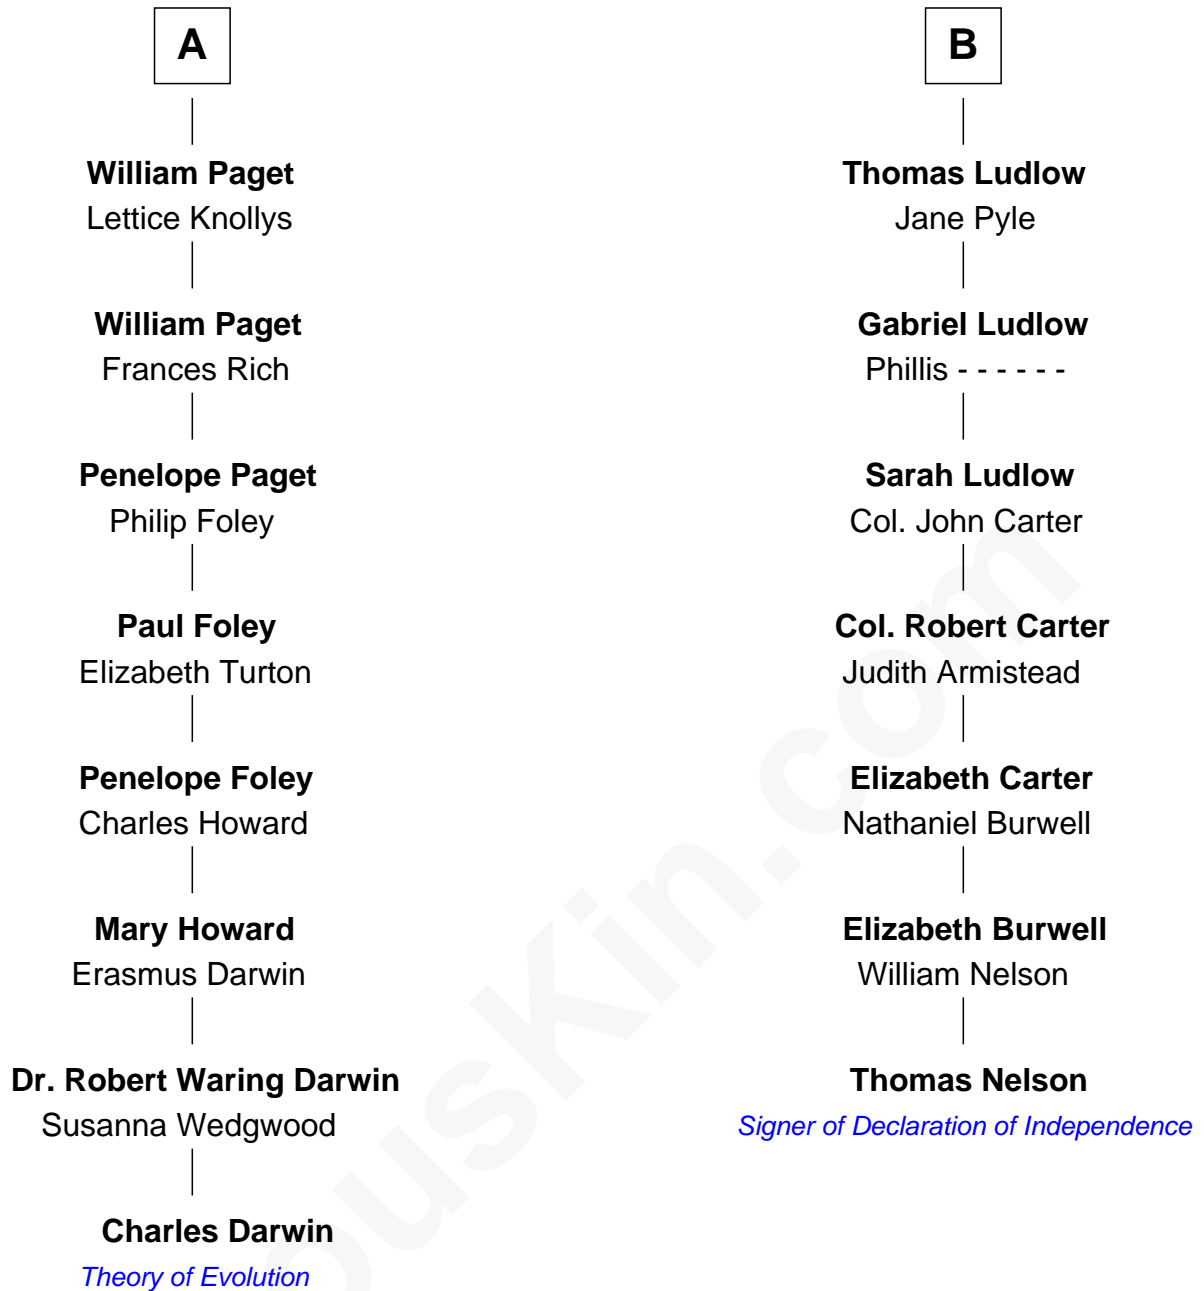 A
William Paget
Lettice Knollys
William Paget
Frances Rich
Penelope Paget
Philip Foley
Paul Foley
Elizabeth Turton
Penelope Foley
Charles Howard
Mary Howard
Erasmus Darwin
Dr. Robert Waring Darwin
Susanna Wedgwood
Charles Darwin
Theory of Evolution
B
Thomas Ludlow
Jane Pyle
Gabriel Ludlow
Phillis - - - - - -
Sarah Ludlow
Col. John Carter
Col. Robert Carter
Judith Armistead
Elizabeth Carter
Nathaniel Burwell
Elizabeth Burwell
William Nelson
Thomas Nelson
Signer of Declaration of Independence
ousKin.com